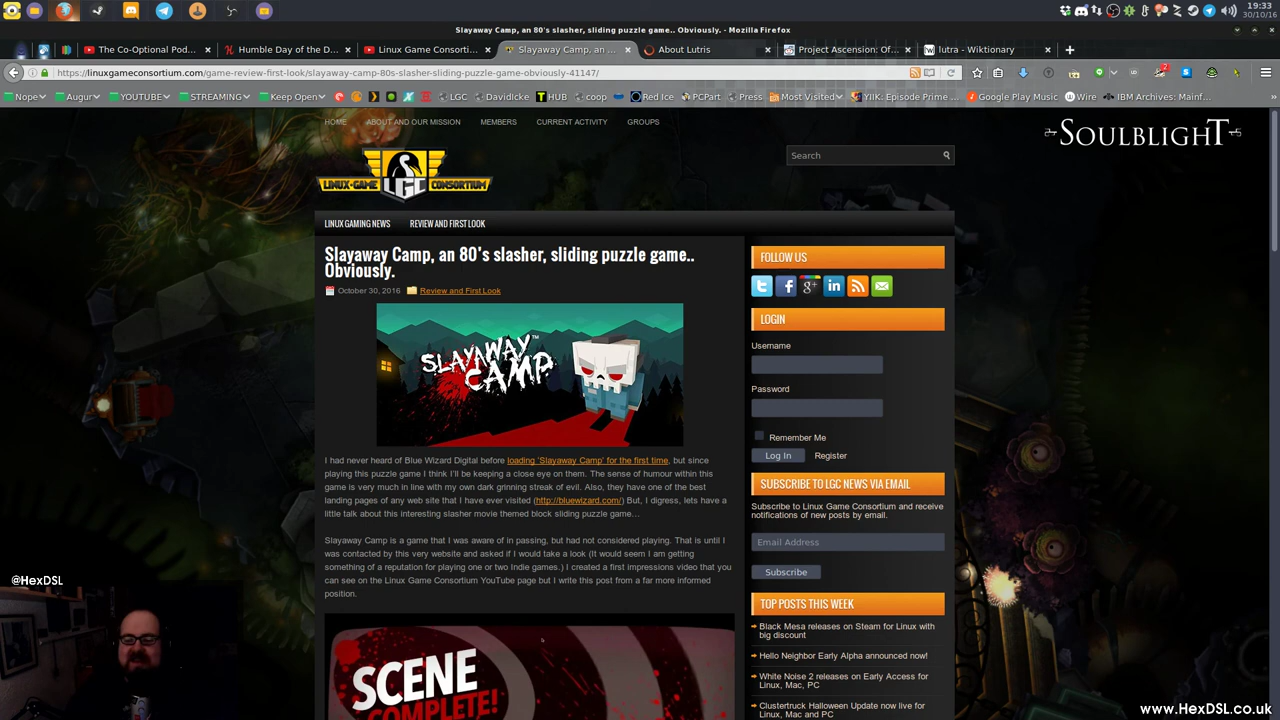 19:33
30/10/16
Slayaway Camp, an 80's slasher, sliding puzzle game.. Obviously. - Mozilla Firefox
The Co-Optional Pod...
Humble Day of the D...
Linux Game Consorti...
Slayaway Camp, an ...
About Lutris
Project Ascension: Of...
lutra - Wiktionary
https://linuxgameconsortium.com/game-review-first-look/slayaway-camp-80s-slasher-sliding-puzzle-game-obviously-41147/
Nope
Augur
YOUTUBE
STREAMING
Keep Open
LGC
DavidIcke
HUB
coop
Red Ice
PCPart
Press
Most Visited
YIIK: Episode Prime ...
Google Play Music
Wire
IBM Archives: Mainf...
HOME ABOUT AND OUR MISSION MEMBERS CURRENT ACTIVITY GROUPS
SOULBLIGHT
LINUX-GAME LGC CONSORTIUM
Search
LINUX GAMING NEWS REVIEW AND FIRST LOOK
Slayaway Camp, an 80's slasher, sliding puzzle game..
Obviously.
October 30, 2016 Review and First Look
SLAYAWAY CAMP™
I had never heard of Blue Wizard Digital before loading 'Slayaway Camp' for the first time, but since
playing this puzzle game I think I'll be keeping a close eye on them. The sense of humour within this
game is very much in line with my own dark grinning streak of evil. Also, they have one of the best
landing pages of any web site that I have ever visited (http://bluewizard.com/) But, I digress, lets have a
little talk about this interesting slasher movie themed block sliding puzzle game…
Slayaway Camp is a game that I was aware of in passing, but had not considered playing. That is until I
was contacted by this very website and asked if I would take a look (It would seem I am getting
something of a reputation for playing one or two Indie games.) I created a first impressions video that you
can see on the Linux Game Consortium YouTube page but I write this post from a far more informed
position.
SCENE
COMPLETE!
FOLLOW US
LOGIN
Username
Password
Remember Me
Log In Register
SUBSCRIBE TO LGC NEWS VIA EMAIL
Subscribe to Linux Game Consortium and receive
notifications of new posts by email.
Email Address
Subscribe
TOP POSTS THIS WEEK
Black Mesa releases on Steam for Linux with
big discount
Hello Neighbor Early Alpha announced now!
White Noise 2 releases on Early Access for
Linux, Mac, PC
Clustertruck Halloween Update now live for
Linux, Mac and PC
@HexDSL
www.HexDSL.co.uk